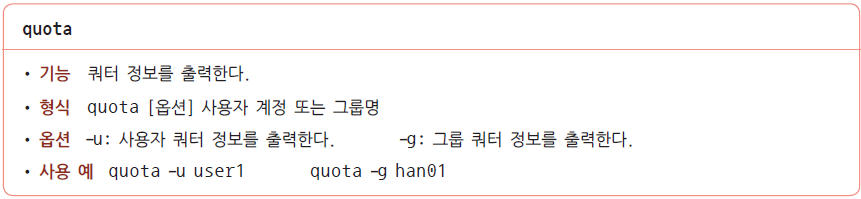 quota
• 기능 쿼터 정보를 출력한다.
• 형식 quota [옵션] 사용자 계정 또는 그룹명
• 옵션 -u: 사용자 쿼터 정보를 출력한다. -g: 그룹 쿼터 정보를 출력한다.
• 사용 예 quota -u user1 quota -g han01